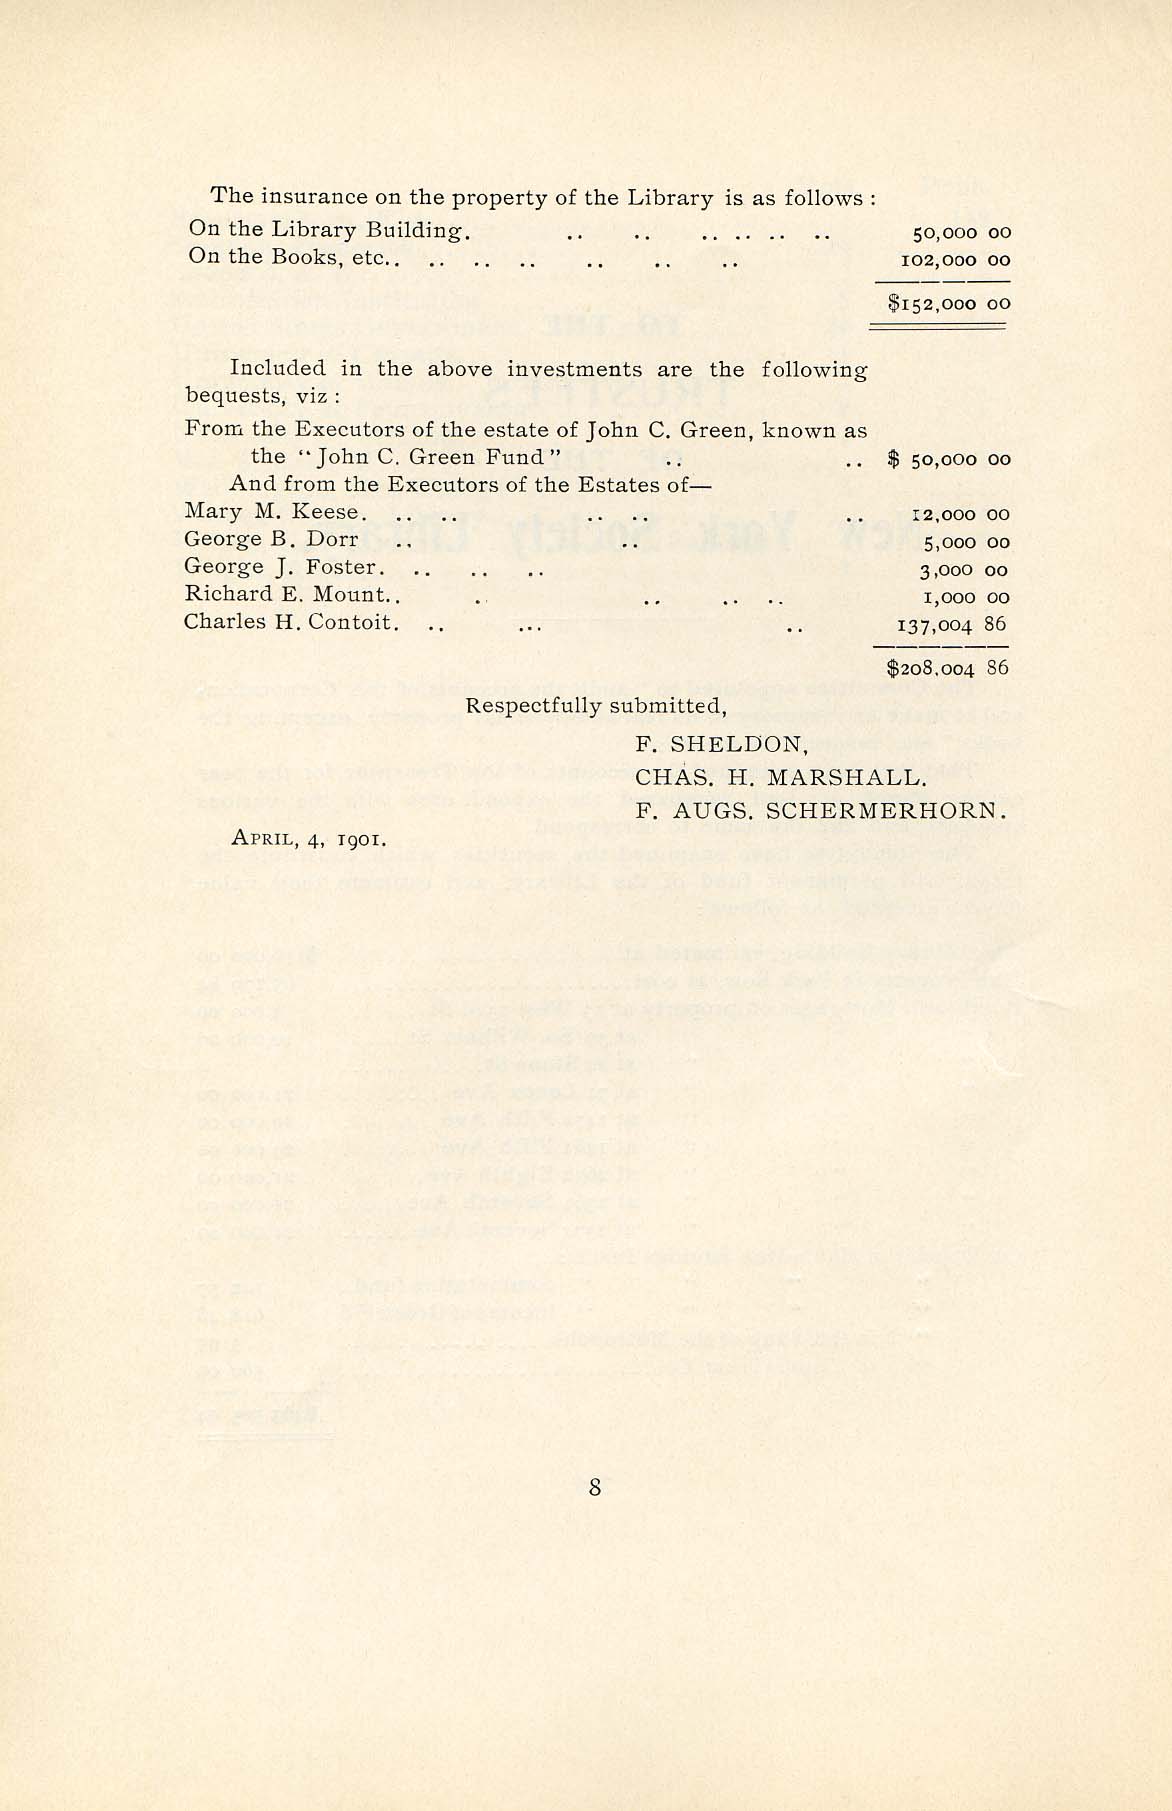 The insurance on the property of the Library is as follows :
On the Library Building. .. .. .. .. .. .. 50,000 00
On the Books, etc.. .. .. .. .. .. .. 102,000 00
$152,000 00
Included in the above investments are the following
bequests, viz :
From the Executors of the estate of John C. Green, known as
the "John C. Green Fund" .. .. $ 50,000 00
And from the Executors of the Estates of—
Mary M. Keese. .. .. .. .. .. 12,000 00
George B. Dorr .. .. 5,000 00
George J. Foster. .. .. .. 3,000 00
Richard E. Mount.. .. .. .. .. 1,000 00
Charles H. Contoit. .. ... .. 137,004 86
$208.004 86
Respectfully submitted,
F. SHELDON,
CHAS. H. MARSHALL.
F. AUGS. SCHERMERHORN.
APRIL, 4, 1901.
8